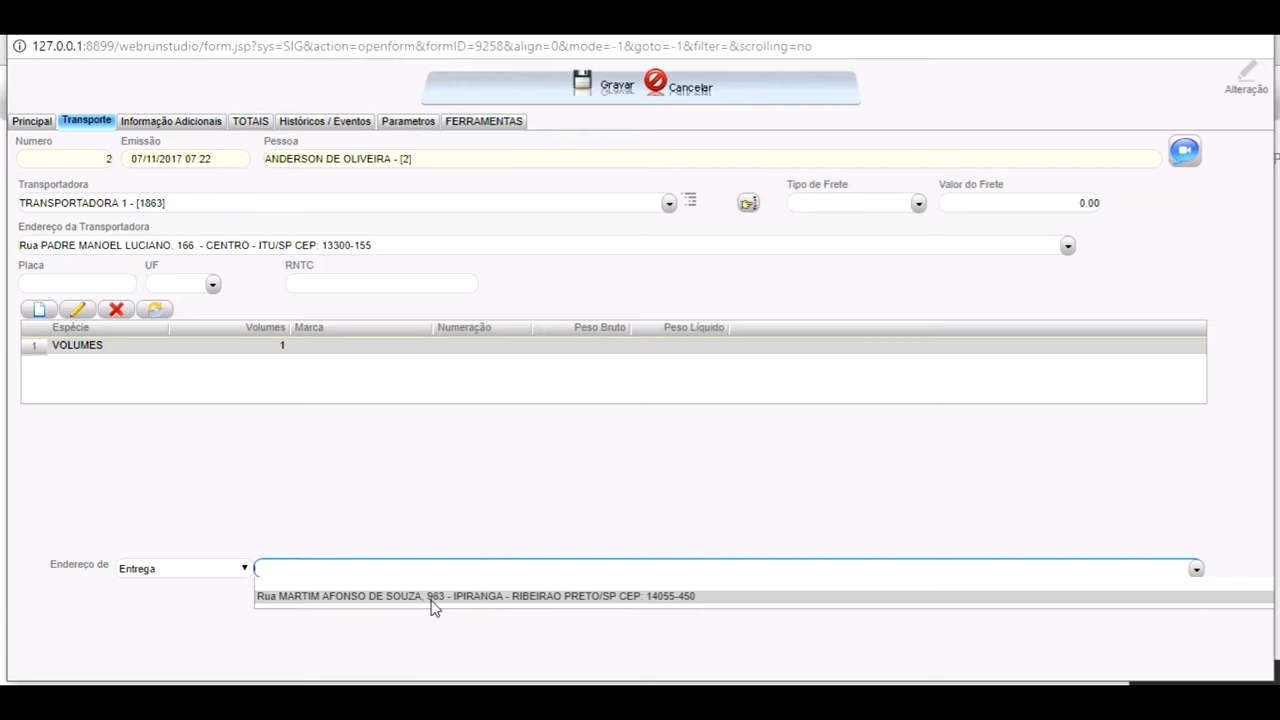 127.0.0.1:8899/webrunstudio/form.jsp?sys=SIG&action=openform&formID=9258&align=0&mode=-1&goto=-1&filter=&scrolling=no
Gravar Cancelar
Alteração
Principal Transporte Informação Adicionais TOTAIS Históricos / Eventos Parametros FERRAMENTAS
Numero Emissão Pessoa
2 07/11/2017 07:22 ANDERSON DE OLIVEIRA - [2]
Transportadora Tipo de Frete Valor do Frete
TRANSPORTADORA 1 - [1863] 0.00
Endereço da Transportadora
Rua PADRE MANOEL LUCIANO, 166 - CENTRO - ITU/SP CEP: 13300-155
Placa UF RNTC
Espécie Volumes Marca Numeração Peso Bruto Peso Líquido
1 VOLUMES 1
Endereço de Entrega
Rua MARTIM AFONSO DE SOUZA, 963 - IPIRANGA - RIBEIRAO PRETO/SP CEP: 14055-450